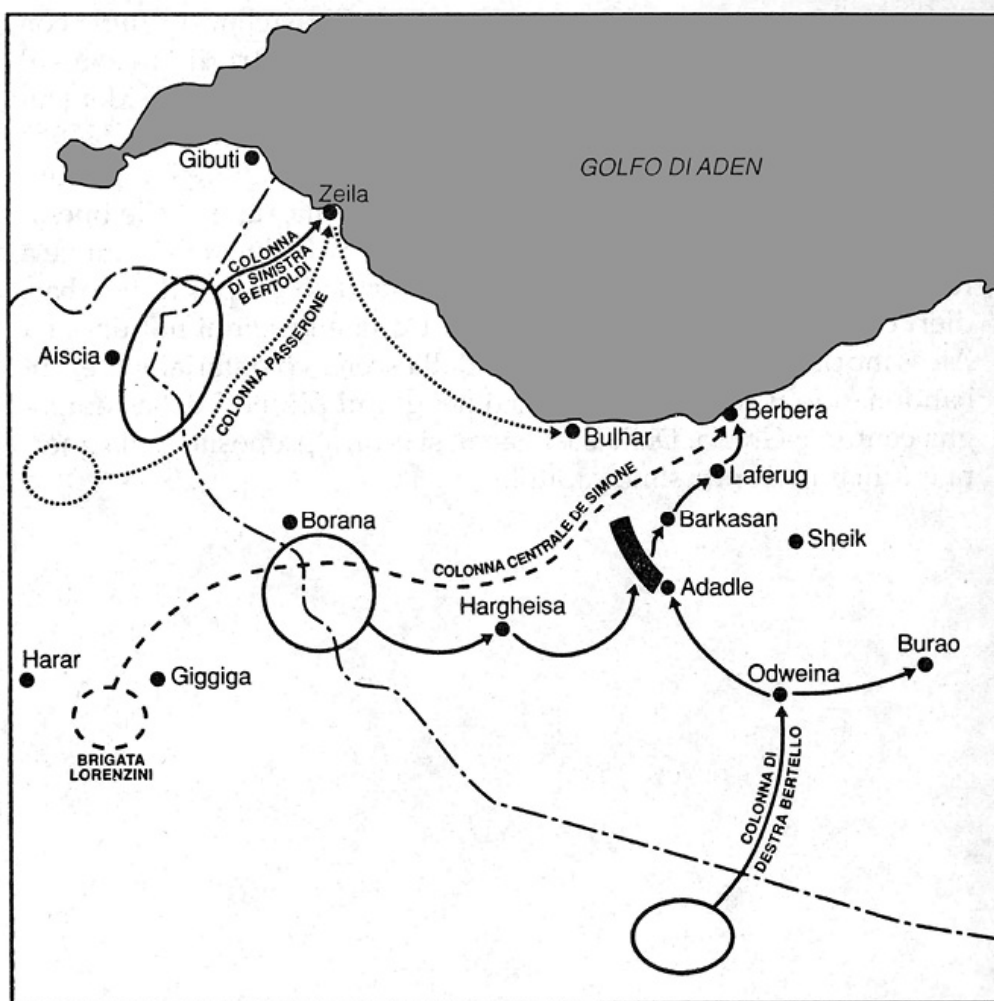 GOLFO DI ADEN
Gibuti
Zeila
COLONNA
DI SINISTRA
BERTOLDI
COLONNA PASSERONE
Aiscia
Berbera
Bulhar
Laferug
COLONNA CENTRALE DE SIMONE
Borana
Barkasan
Sheik
Adadle
Hargheisa
Burao
Harar
Giggiga
Odweina
BRIGATA
LORENZINI
COLONNA DI
DESTRA BERTELLO